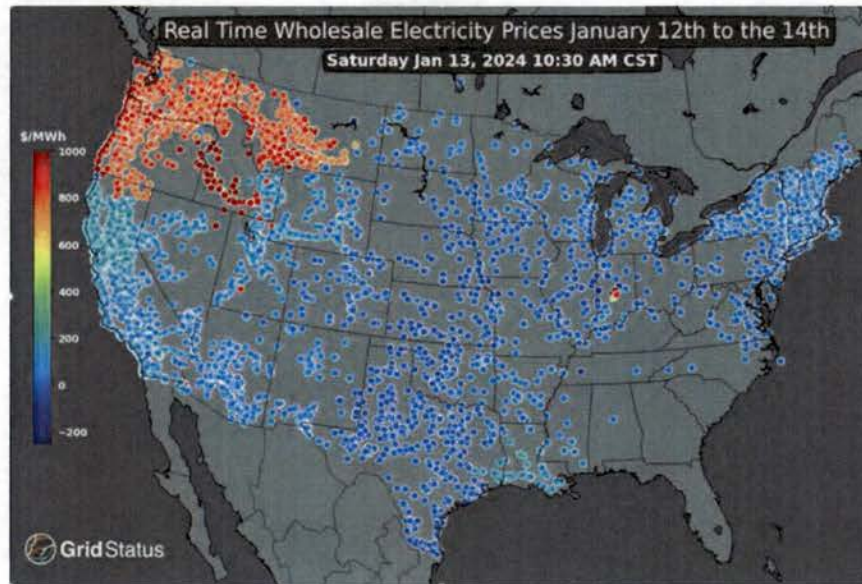 Real Time Wholesale Electricity Prices January 12th to the 14th
Saturday Jan 13, 2024 10:30 AM CST
$/MWh
1000
800
600
400
200
0
−200
GridStatus